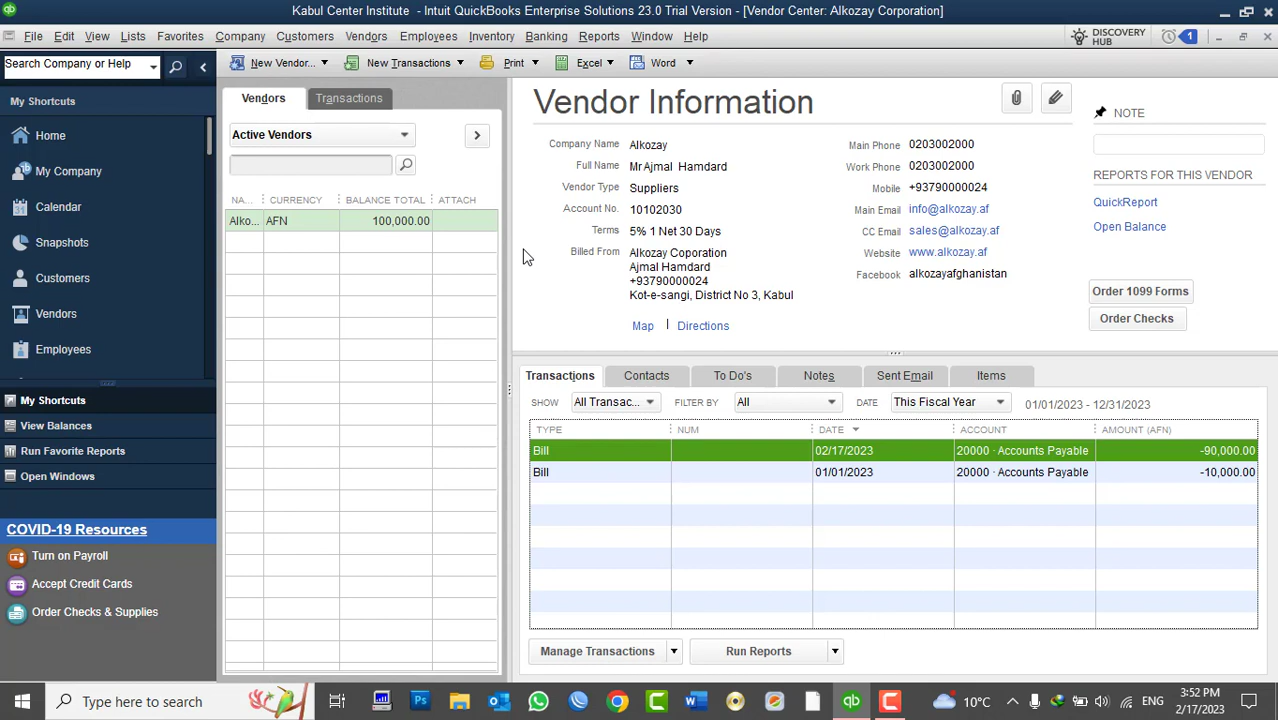 Kabul Center Institute - Intuit QuickBooks Enterprise Solutions 23.0 Trial Version - [Vendor Center: Alkozay Corporation]
File Edit View Lists Favorites Company Customers Vendors Employees Inventory Banking Reports Window Help
DISCOVERY HUB 1
Search Company or Help
New Vendor... New Transactions Print Excel Word
My Shortcuts
Home
My Company
Calendar
Snapshots
Customers
Vendors
Employees
My Shortcuts
View Balances
Run Favorite Reports
Open Windows
COVID-19 Resources
Turn on Payroll
Accept Credit Cards
Order Checks & Supplies
Vendors Transactions
Active Vendors
NA... CURRENCY BALANCE TOTAL ATTACH
Alko... AFN 100,000.00
Vendor Information
Company Name Alkozay
Full Name Mr Ajmal Hamdard
Vendor Type Suppliers
Account No. 10102030
Terms 5% 1 Net 30 Days
Billed From Alkozay Coporation
Ajmal Hamdard
+93790000024
Kot-e-sangi, District No 3, Kabul
Map Directions
Main Phone 0203002000
Work Phone 0203002000
Mobile +93790000024
Main Email info@alkozay.af
CC Email sales@alkozay.af
Website www.alkozay.af
Facebook alkozayafghanistan
NOTE
REPORTS FOR THIS VENDOR
QuickReport
Open Balance
Order 1099 Forms
Order Checks
Transactions Contacts To Do's Notes Sent Email Items
SHOW All Transac... FILTER BY All DATE This Fiscal Year 01/01/2023 - 12/31/2023
TYPE NUM DATE ACCOUNT AMOUNT (AFN)
Bill 02/17/2023 20000 · Accounts Payable -90,000.00
Bill 01/01/2023 20000 · Accounts Payable -10,000.00
Manage Transactions Run Reports
Type here to search
10°C ENG
3:52 PM
2/17/2023